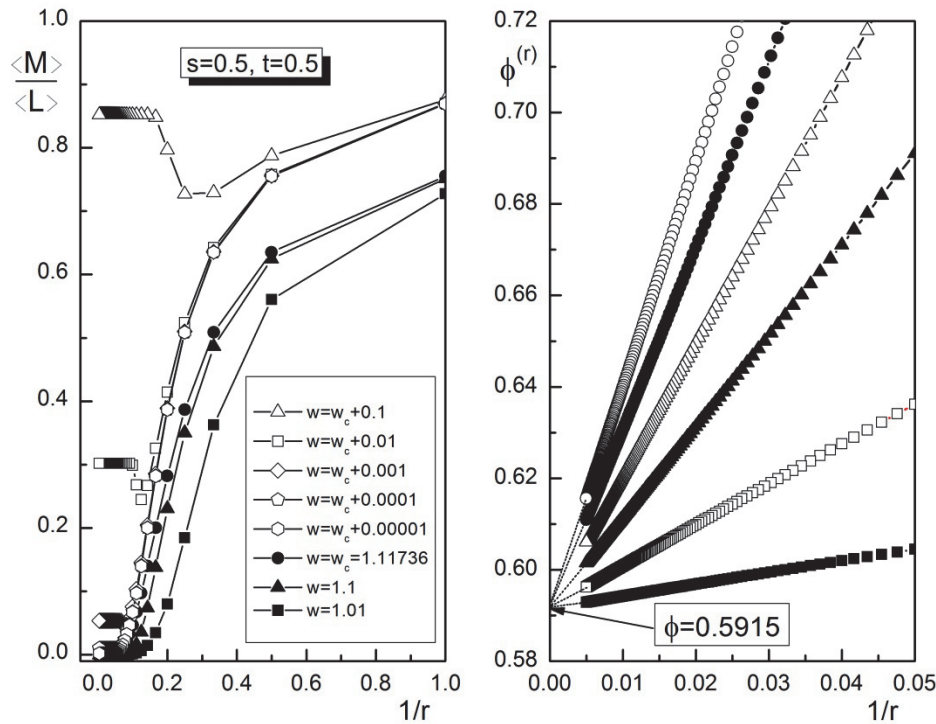 1.0
0.8
0.6
0.4
0.2
0.0
<M>
<L>
s=0.5, t=0.5
w=w_c+0.1
w=w_c+0.01
w=w_c+0.001
w=w_c+0.0001
w=w_c+0.00001
w=w_c=1.11736
w=1.1
w=1.01
0.0 0.2 0.4 0.6 0.8 1.0
1/r
0.72
0.70
0.68
0.66
0.64
0.62
0.60
0.58
ϕ^(r)
ϕ=0.5915
0.00 0.01 0.02 0.03 0.04 0.05
1/r